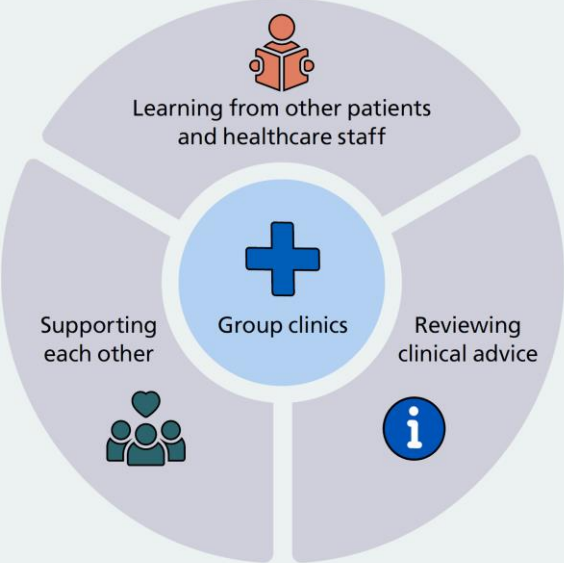 Learning from other patients
and healthcare staff
Group clinics
Supporting
each other
Reviewing
clinical advice